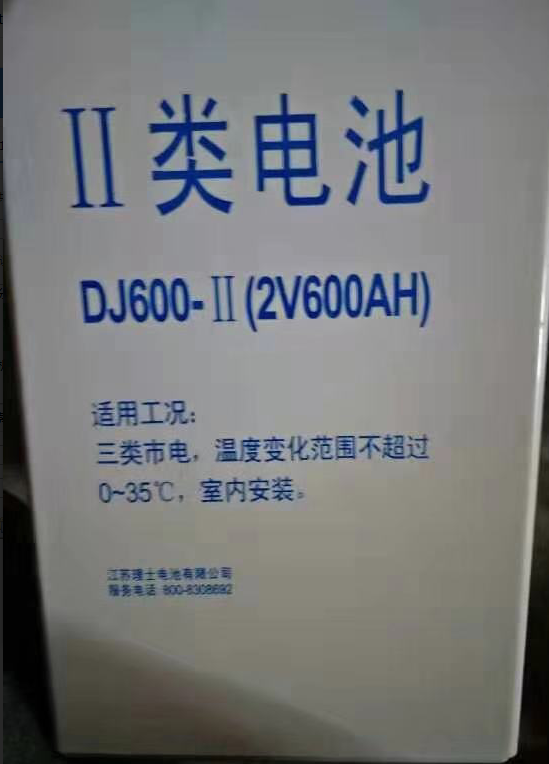 Ⅱ类电池
DJ600-Ⅱ(2V600AH)
适用工况：
三类市电，温度变化范围不超过
0~35℃，室内安装。
江苏理士电池有限公司
服务电话 800-8308692